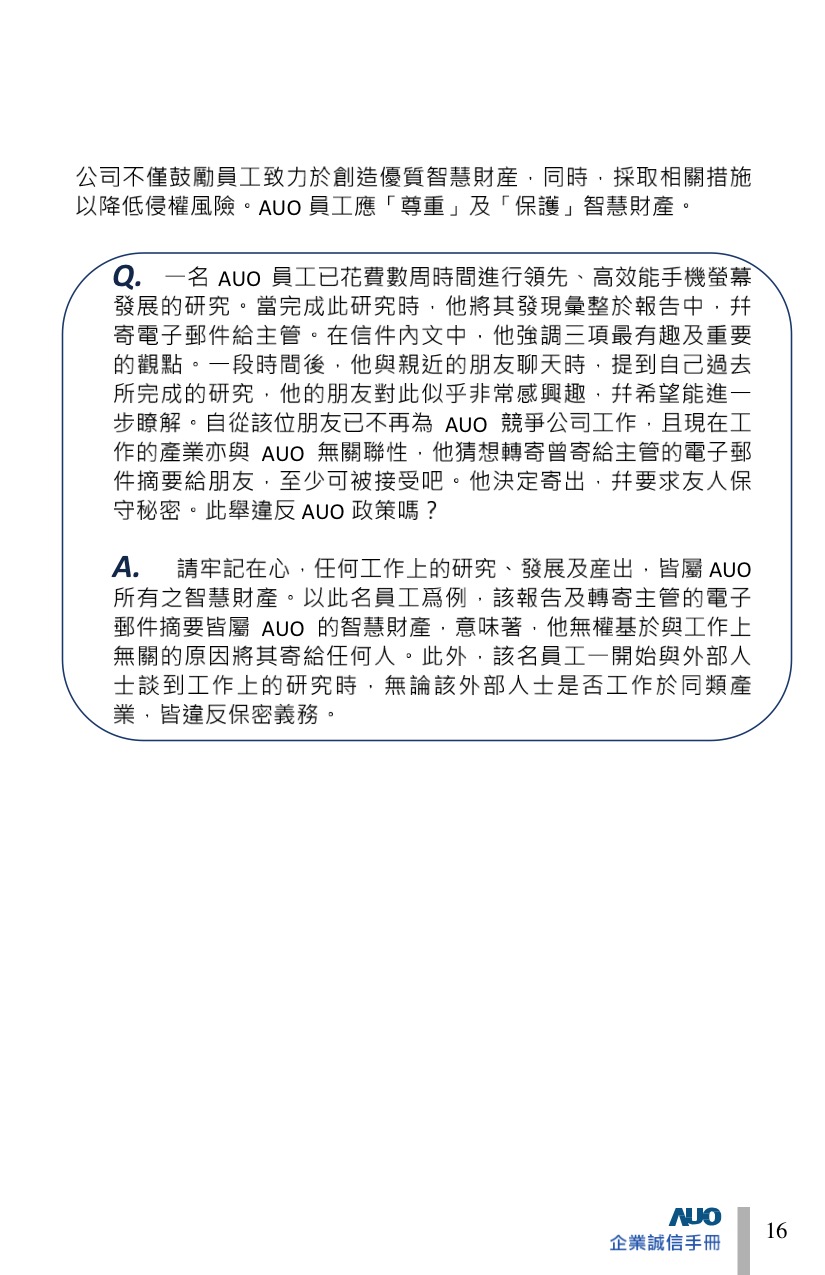 公司不僅鼓勵員工致力於創造優質智慧財產，同時，採取相關措施
以降低侵權風險。AUO 員工應「尊重」及「保護」智慧財產。
Q. 一名 AUO 員工已花費數周時間進行領先、高效能手機螢幕
發展的研究。當完成此研究時，他將其發現彙整於報告中，并
寄電子郵件給主管。在信件內文中，他強調三項最有趣及重要
的觀點。一段時間後，他與親近的朋友聊天時，提到自己過去
所完成的研究，他的朋友對此似乎非常感興趣，并希望能進一
步瞭解。自從該位朋友已不再為 AUO 競爭公司工作，且現在工
作的產業亦與 AUO 無關聯性，他猜想轉寄曾寄給主管的電子郵
件摘要給朋友，至少可被接受吧。他決定寄出，并要求友人保
守秘密。此舉違反 AUO 政策嗎？
A. 請牢記在心，任何工作上的研究、發展及産出，皆屬 AUO
所有之智慧財產。以此名員工爲例，該報告及轉寄主管的電子
郵件摘要皆屬 AUO 的智慧財產，意味著，他無權基於與工作上
無關的原因將其寄給任何人。此外，該名員工一開始與外部人
士談到工作上的研究時，無論該外部人士是否工作於同類產
業，皆違反保密義務。
AUO
企業誠信手冊
16